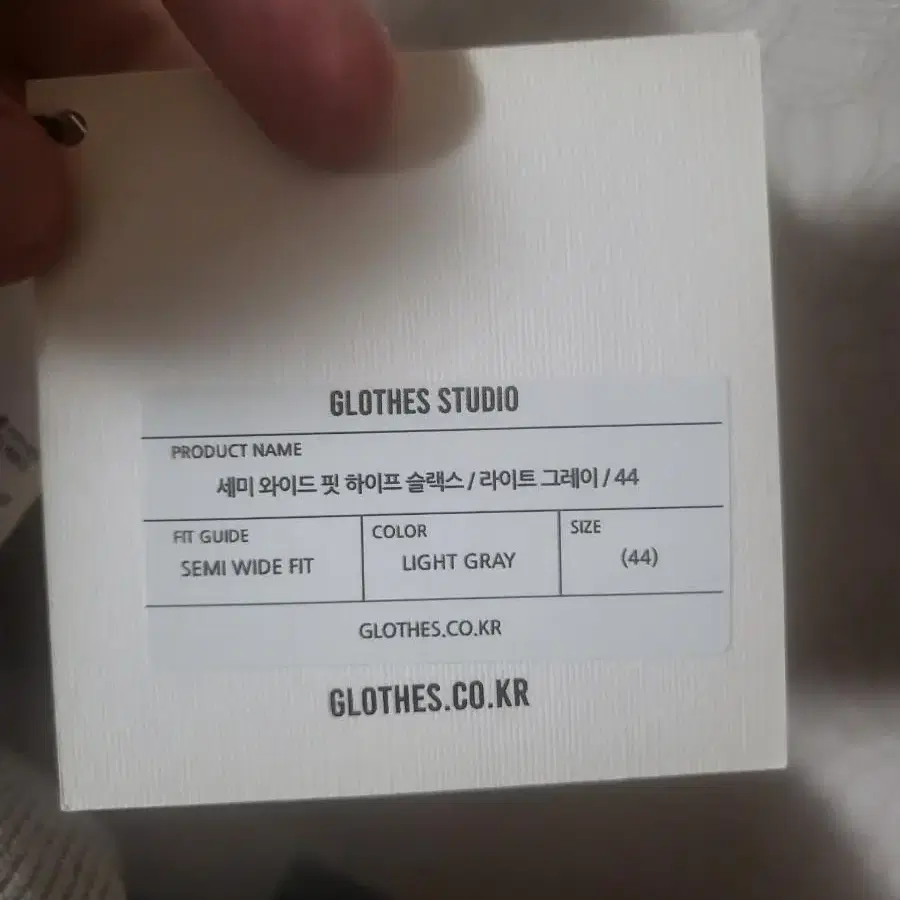 GLOTHES STUDIO
PRODUCT NAME
세미 와이드 핏 하이프 슬랙스 / 라이트 그레이 / 44
FIT GUIDE
SEMI WIDE FIT
COLOR
LIGHT GRAY
SIZE
(44)
GLOTHES.CO.KR
GLOTHES.CO.KR